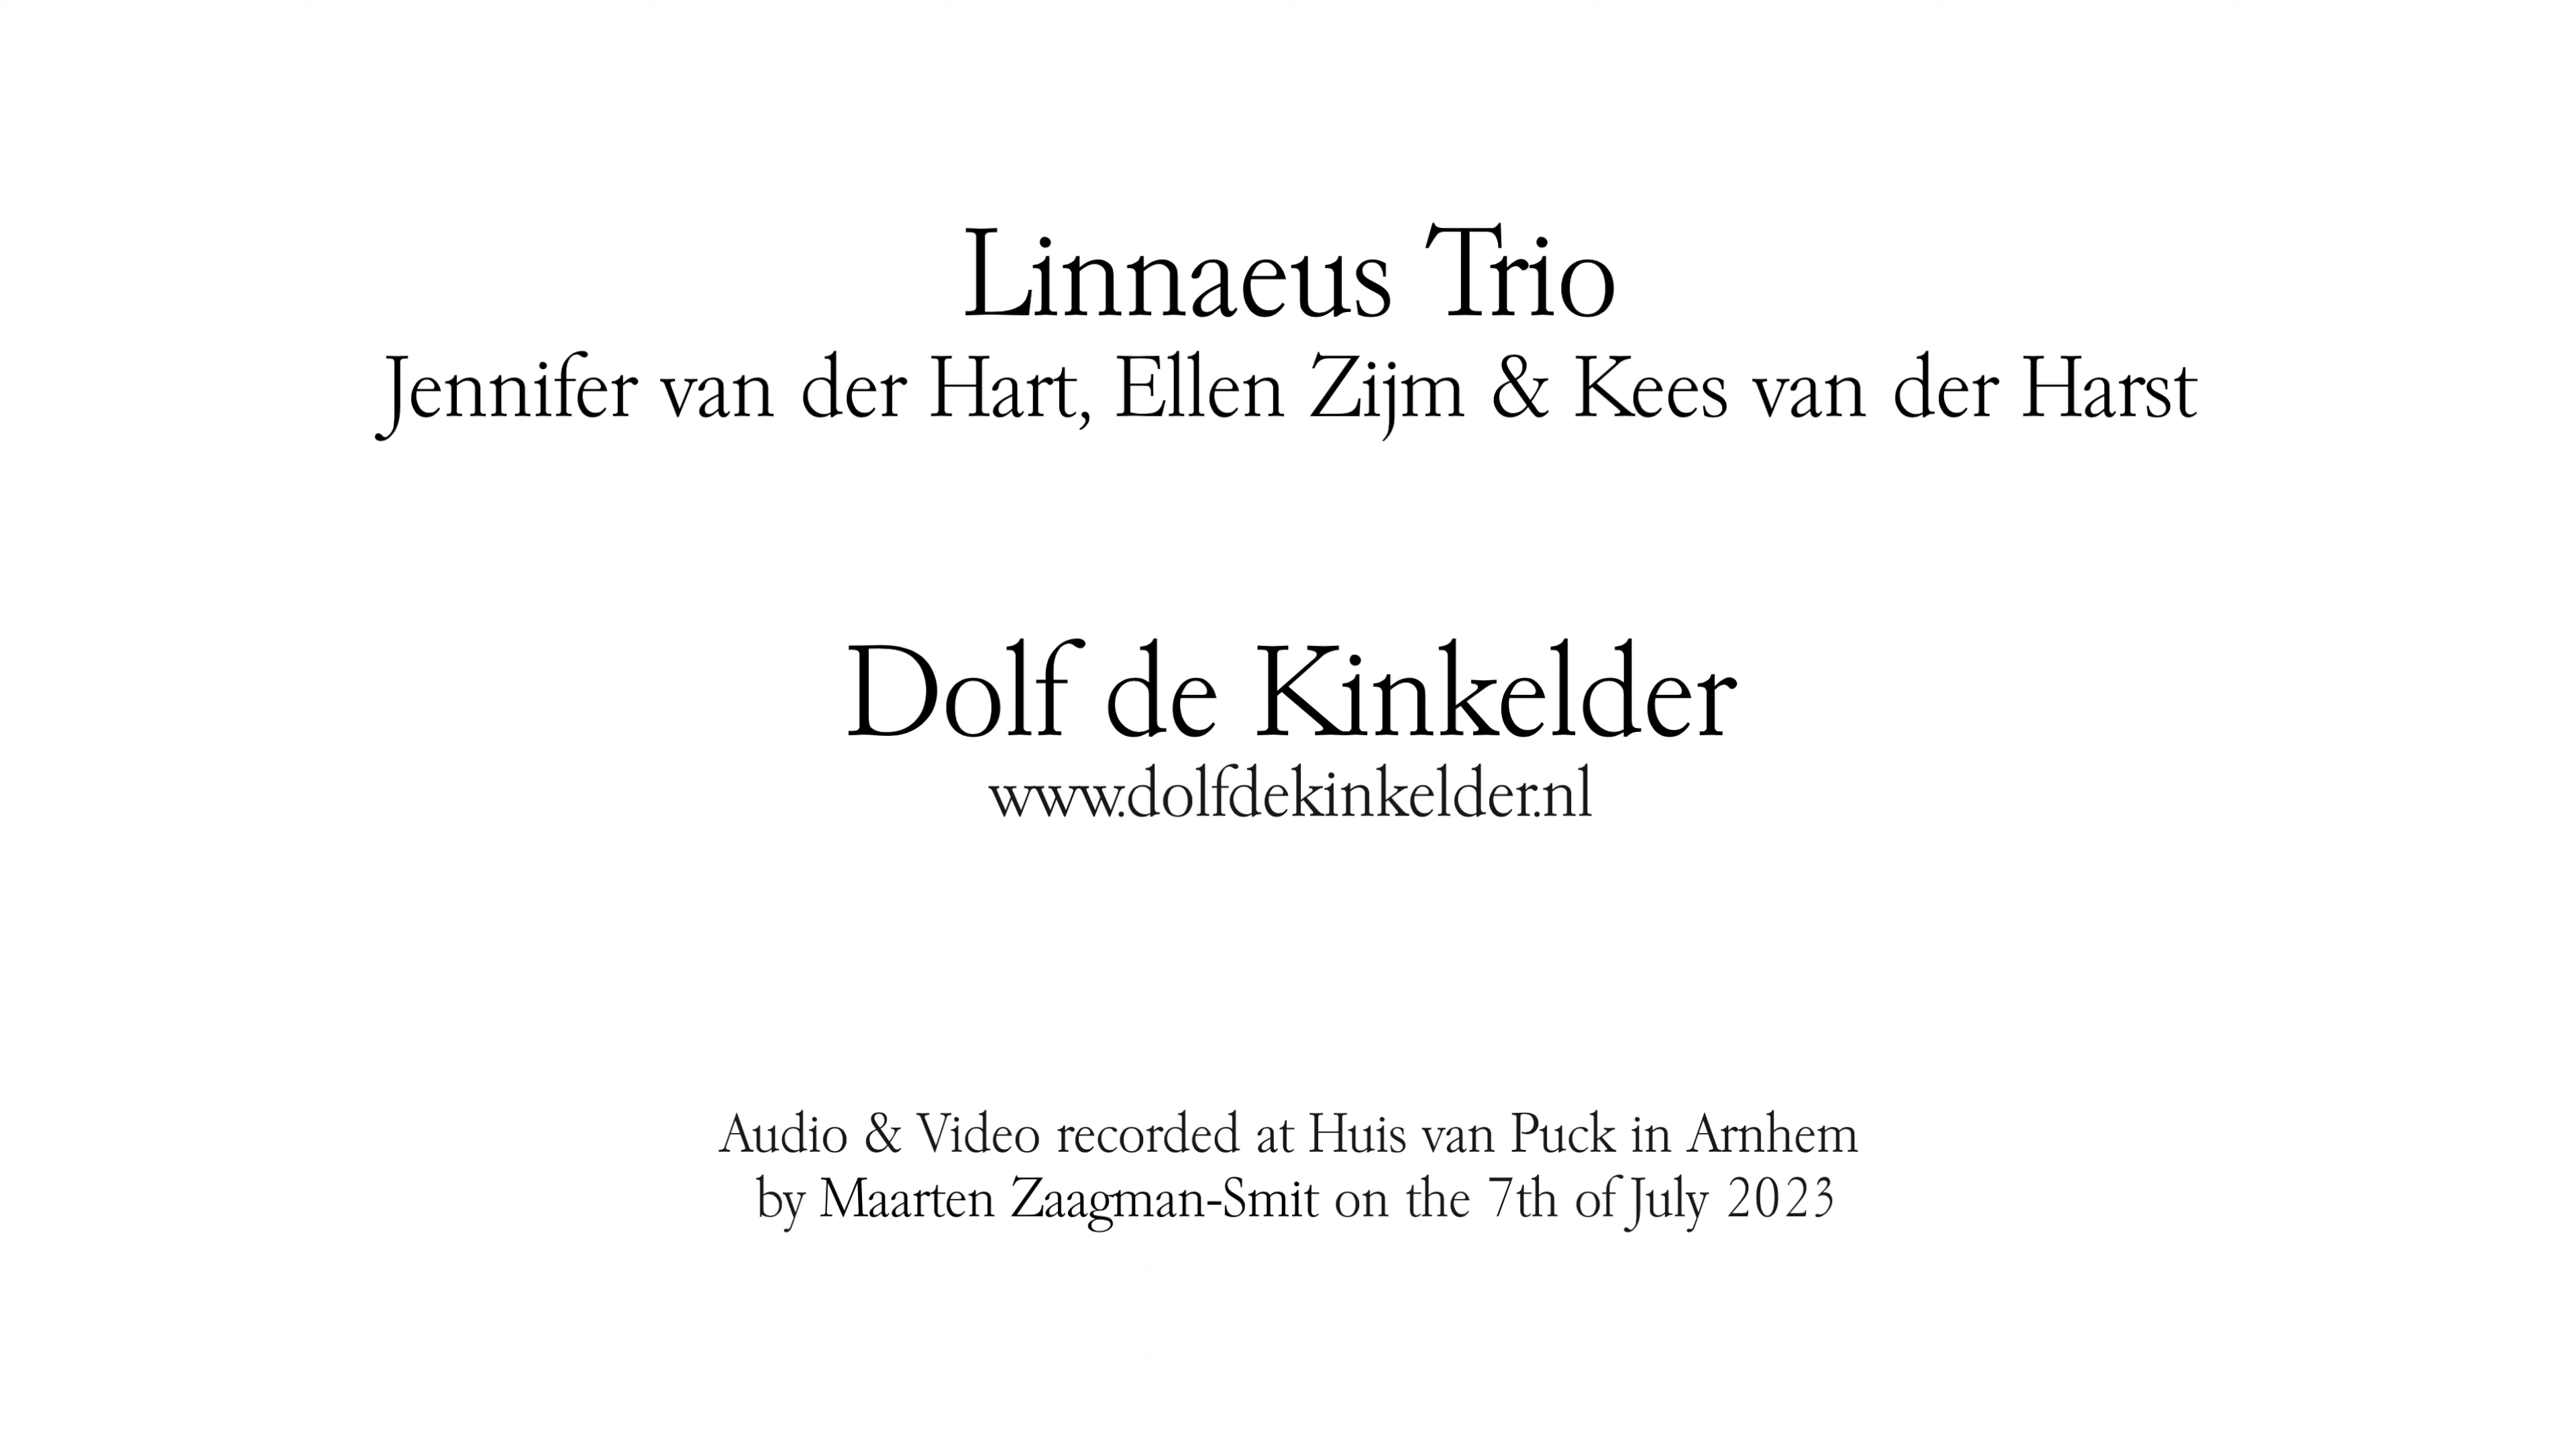 Linnaeus Trio
Jennifer van der Hart, Ellen Zijm & Kees van der Harst
Dolf de Kinkelder
www.dolfdekinkelder.nl
Audio & Video recorded at Huis van Puck in Arnhem
by Maarten Zaagman-Smit on the 7th of July 2023